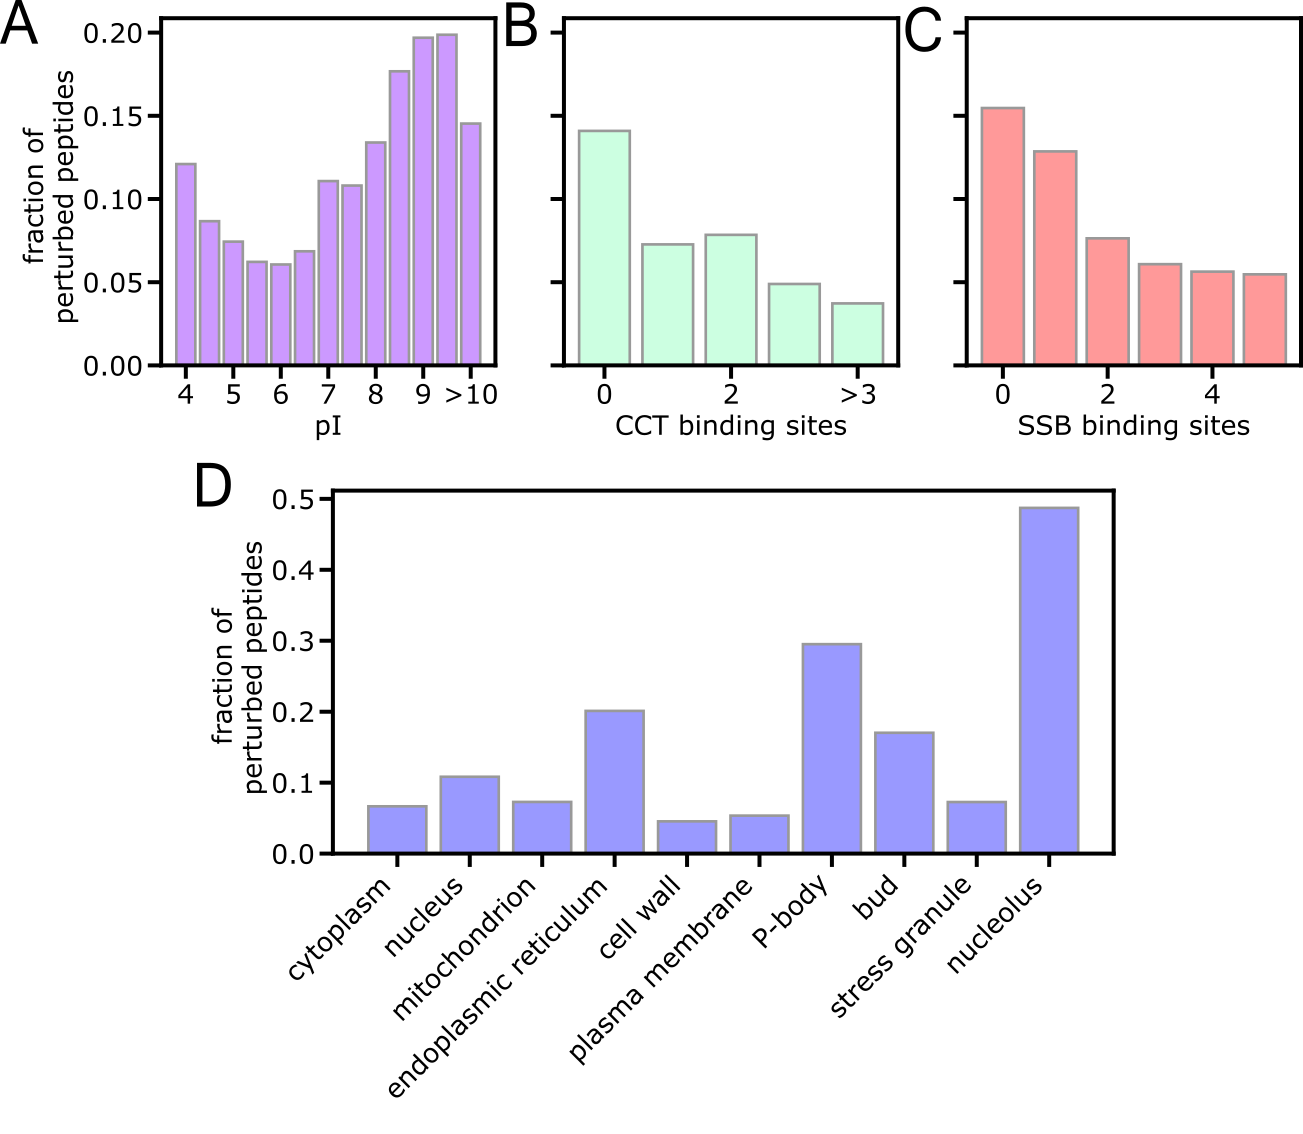 A
B
C
fraction of
perturbed peptides
0.20
0.15
0.10
0.05
0.00
4 5 6 7 8 9 >10
pI
0 2 >3
CCT binding sites
0 2 4
SSB binding sites
D
fraction of
perturbed peptides
0.5
0.4
0.3
0.2
0.1
0.0
cytoplasm
nucleus
mitochondrion
endoplasmic reticulum
cell wall
plasma membrane
P-body
bud
stress granule
nucleolus